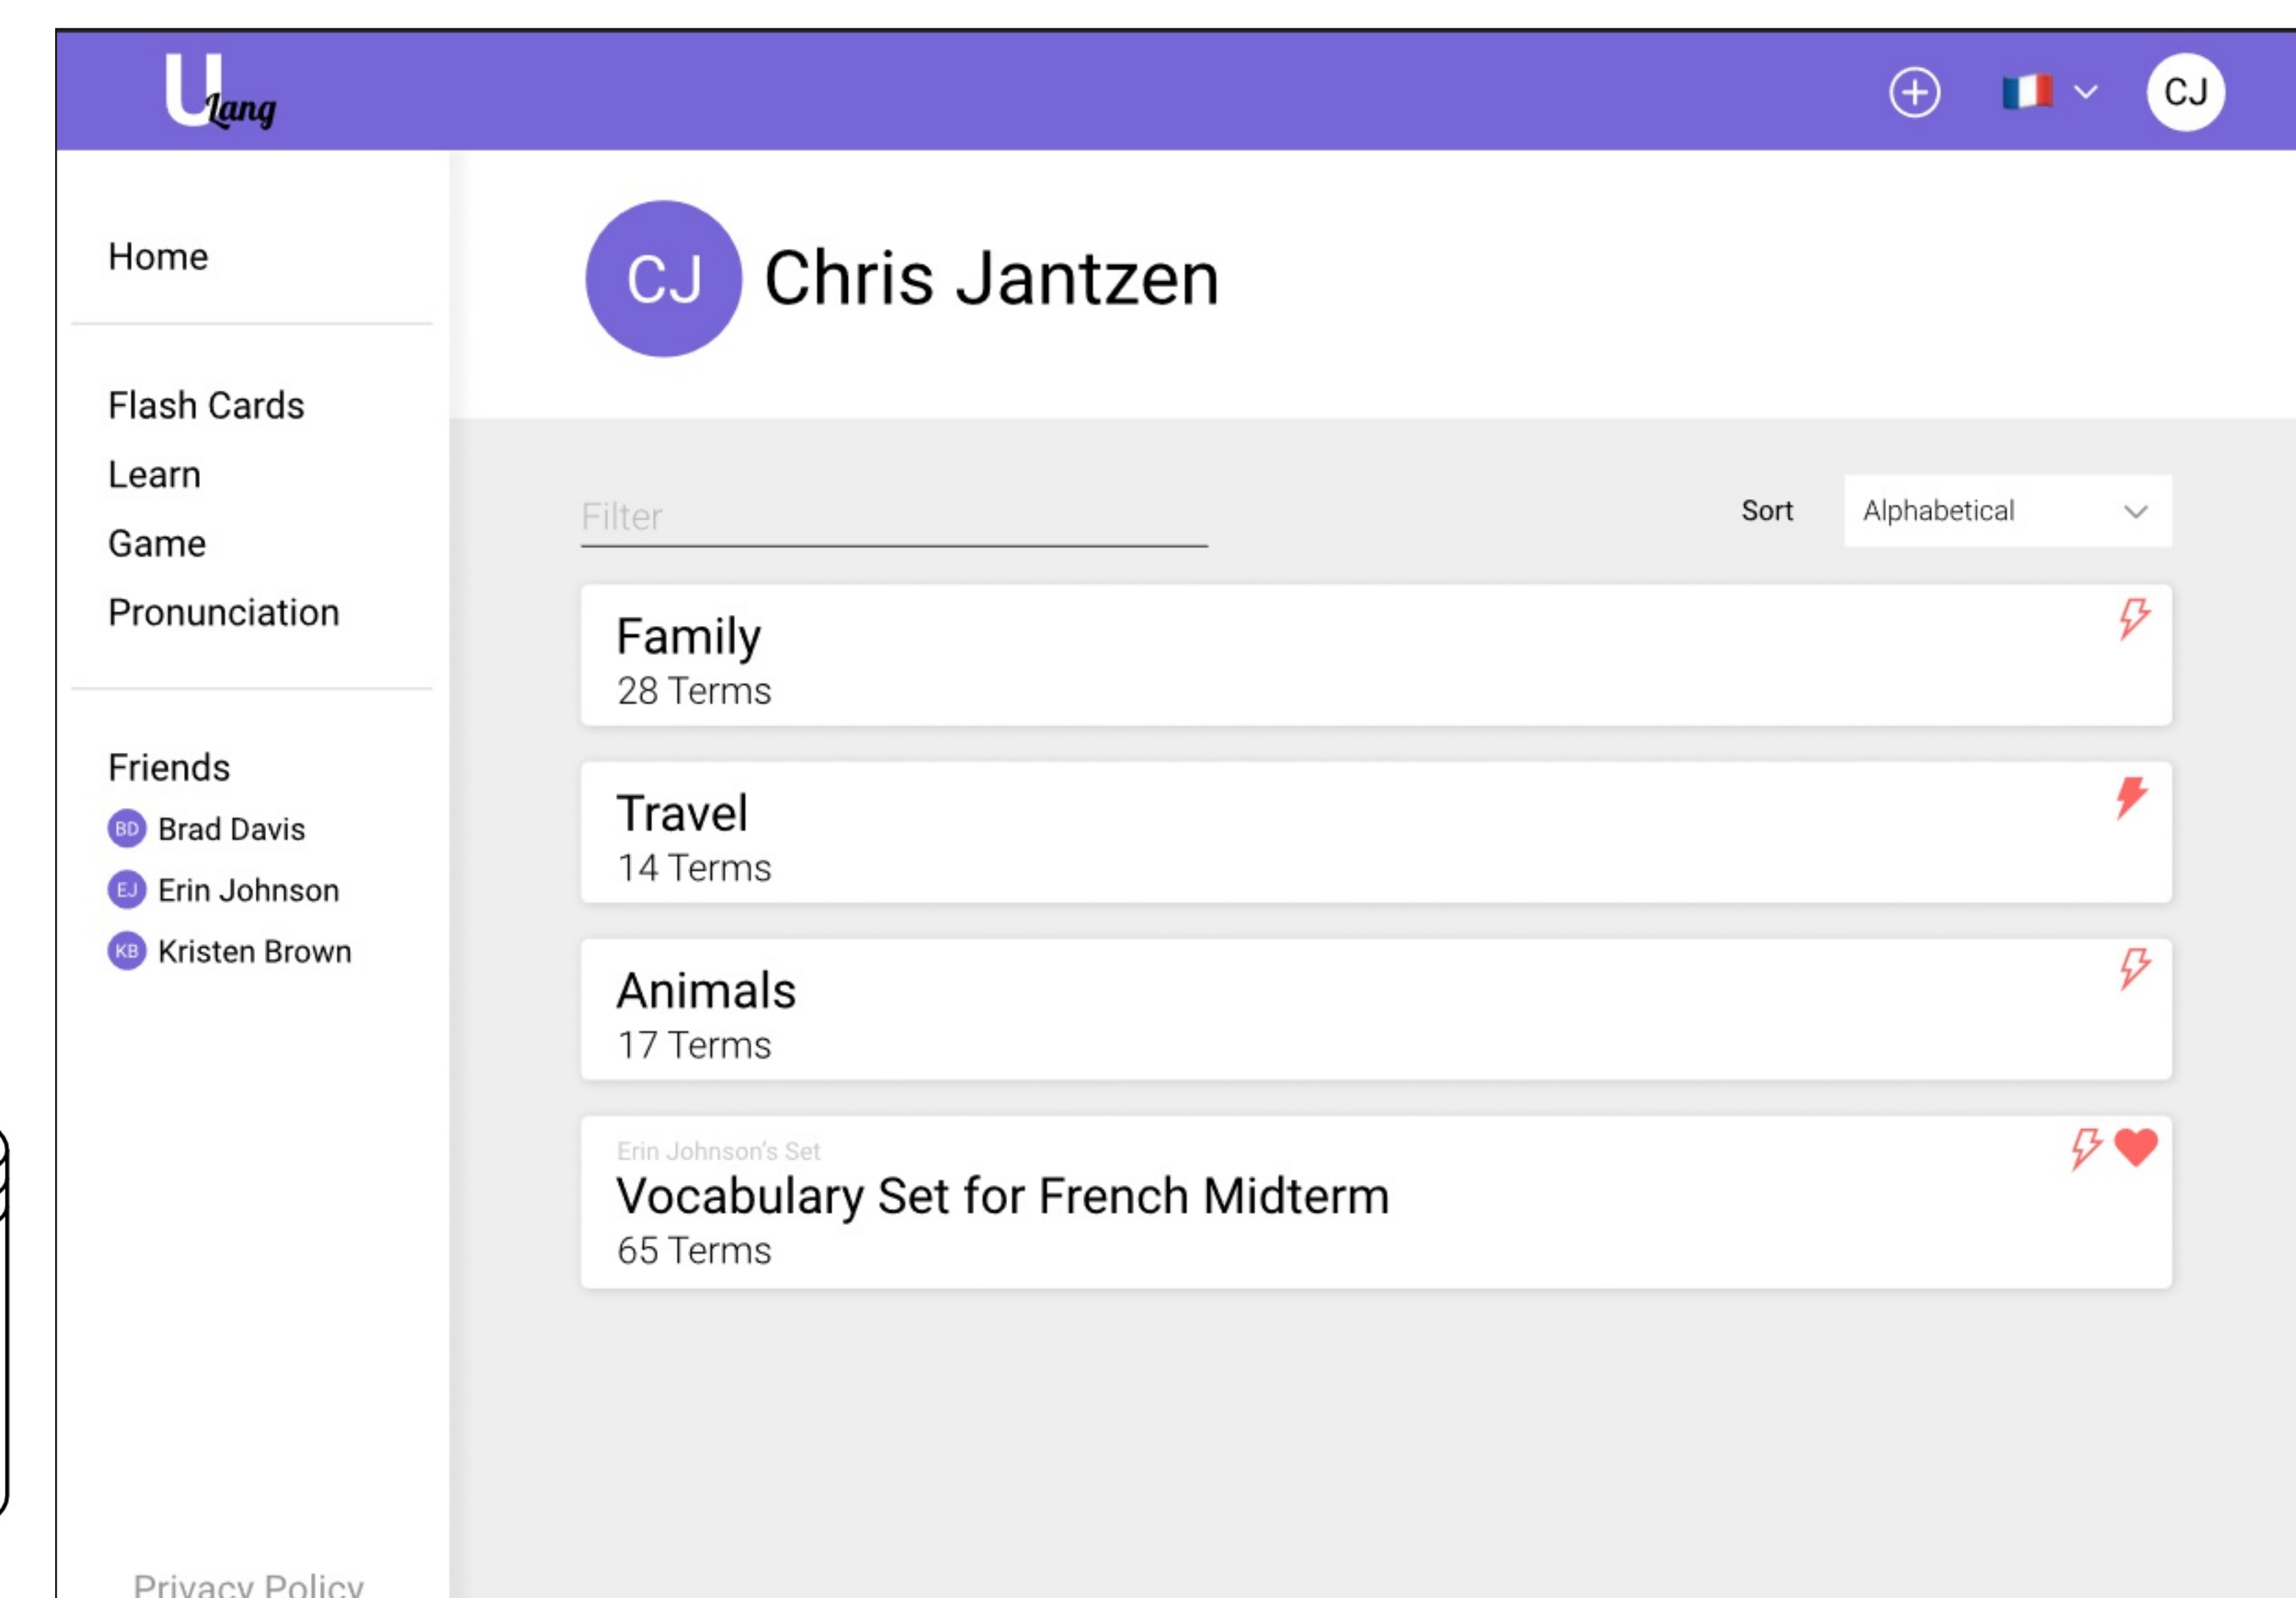 U
Lang
CJ
Home
CJ
Chris Jantzen
Flash Cards
Learn
Game
Pronunciation
Filter
Sort
Alphabetical
Family
28 Terms
Friends
BD Brad Davis
EJ Erin Johnson
KB Kristen Brown
Travel
14 Terms
Animals
17 Terms
Erin Johnson's Set
Vocabulary Set for French Midterm
65 Terms
Privacy Policy